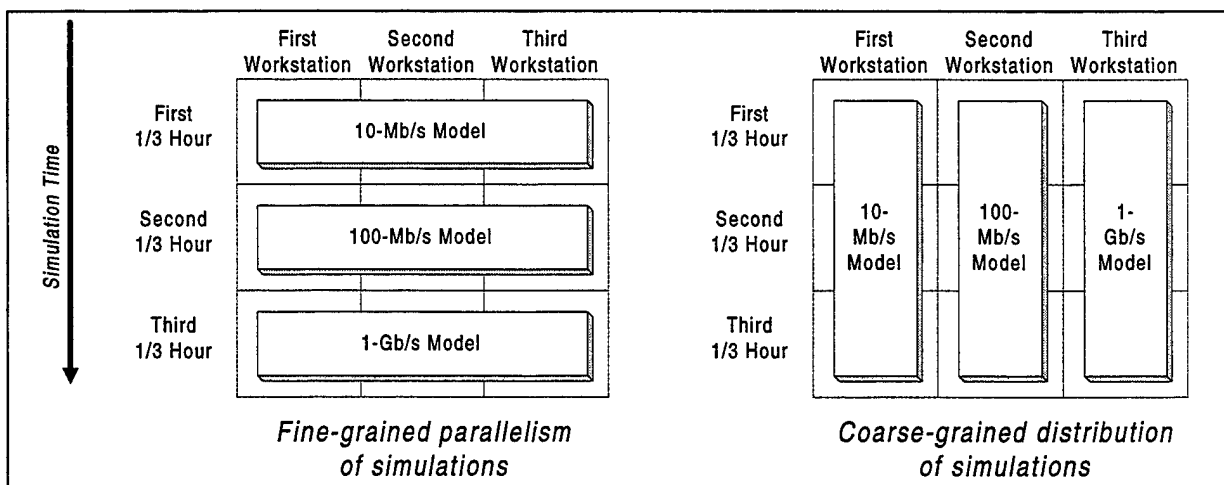 Simulation Time
First
Workstation
Second
Workstation
Third
Workstation
First
1/3 Hour
10-Mb/s Model
Second
1/3 Hour
100-Mb/s Model
Third
1/3 Hour
1-Gb/s Model
Fine-grained parallelism
of simulations
First
Workstation
Second
Workstation
Third
Workstation
First
1/3 Hour
Second
1/3 Hour
Third
1/3 Hour
10-
Mb/s
Model
100-
Mb/s
Model
1-
Gb/s
Model
Coarse-grained distribution
of simulations